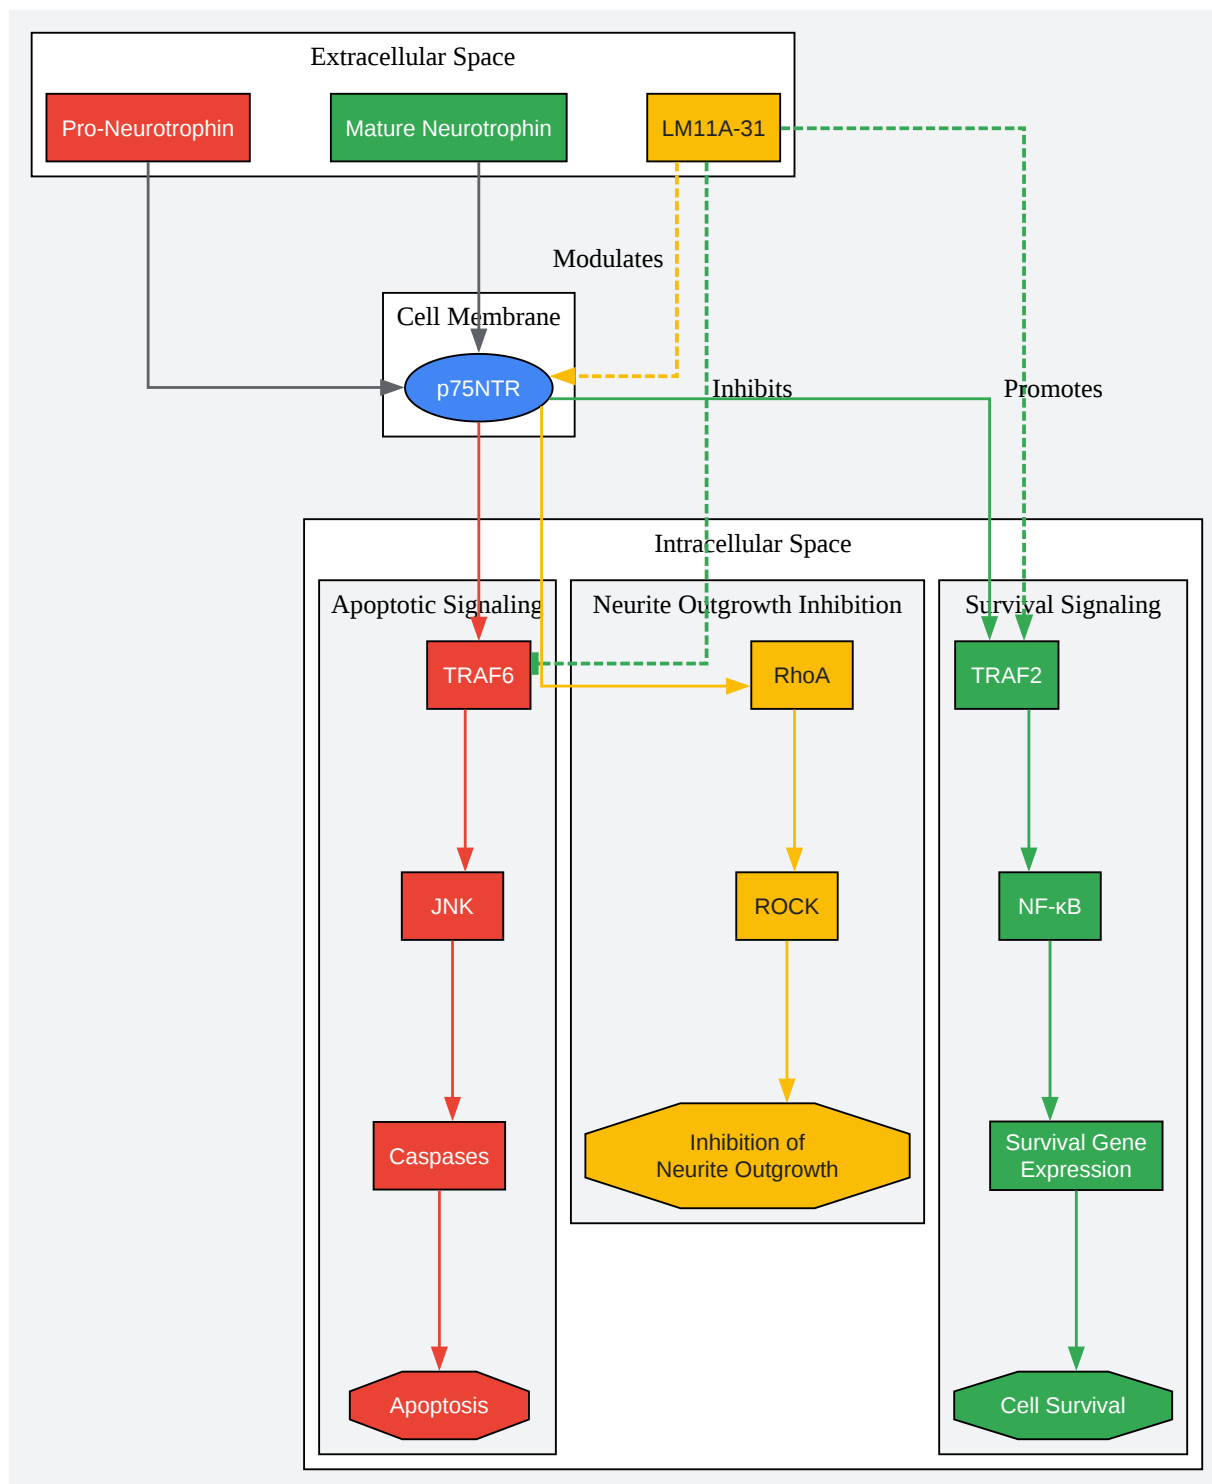 Extracellular Space
Pro-Neurotrophin
Mature Neurotrophin
LM11A-31
Modulates
Cell Membrane
p75NTR
Inhibits
Promotes
Intracellular Space
Apoptotic Signaling
Neurite Outgrowth Inhibition
Survival Signaling
TRAF6
RhoA
TRAF2
JNK
ROCK
NF-κB
Caspases
Inhibition of
Neurite Outgrowth
Survival Gene
Expression
Apoptosis
Cell Survival